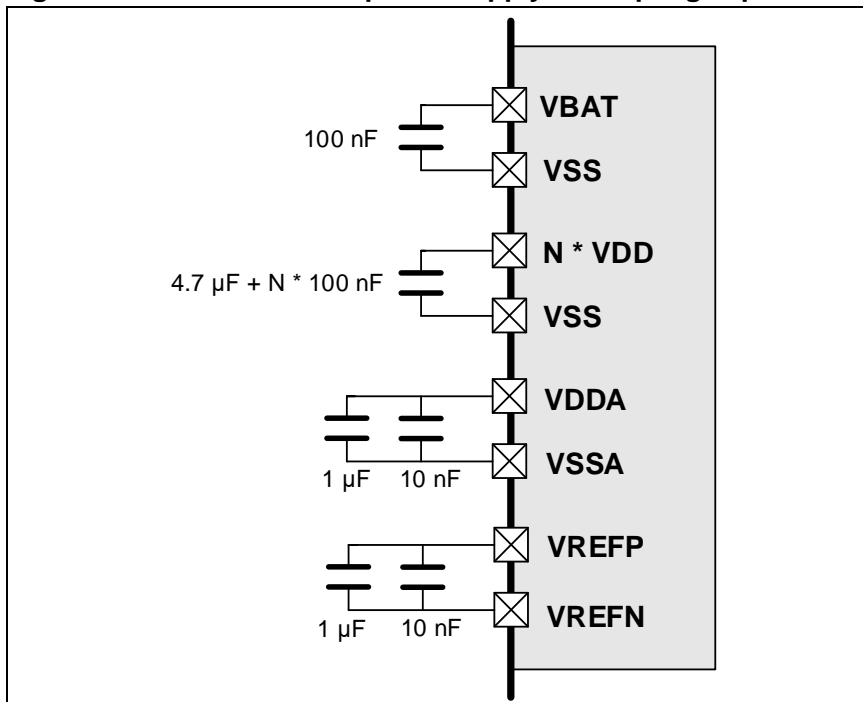 VBAT
100 nF
VSS
N * VDD
4.7 µF + N * 100 nF
VSS
VDDA
VSSA
1 µF 10 nF
VREFP
VREFN
1 µF 10 nF